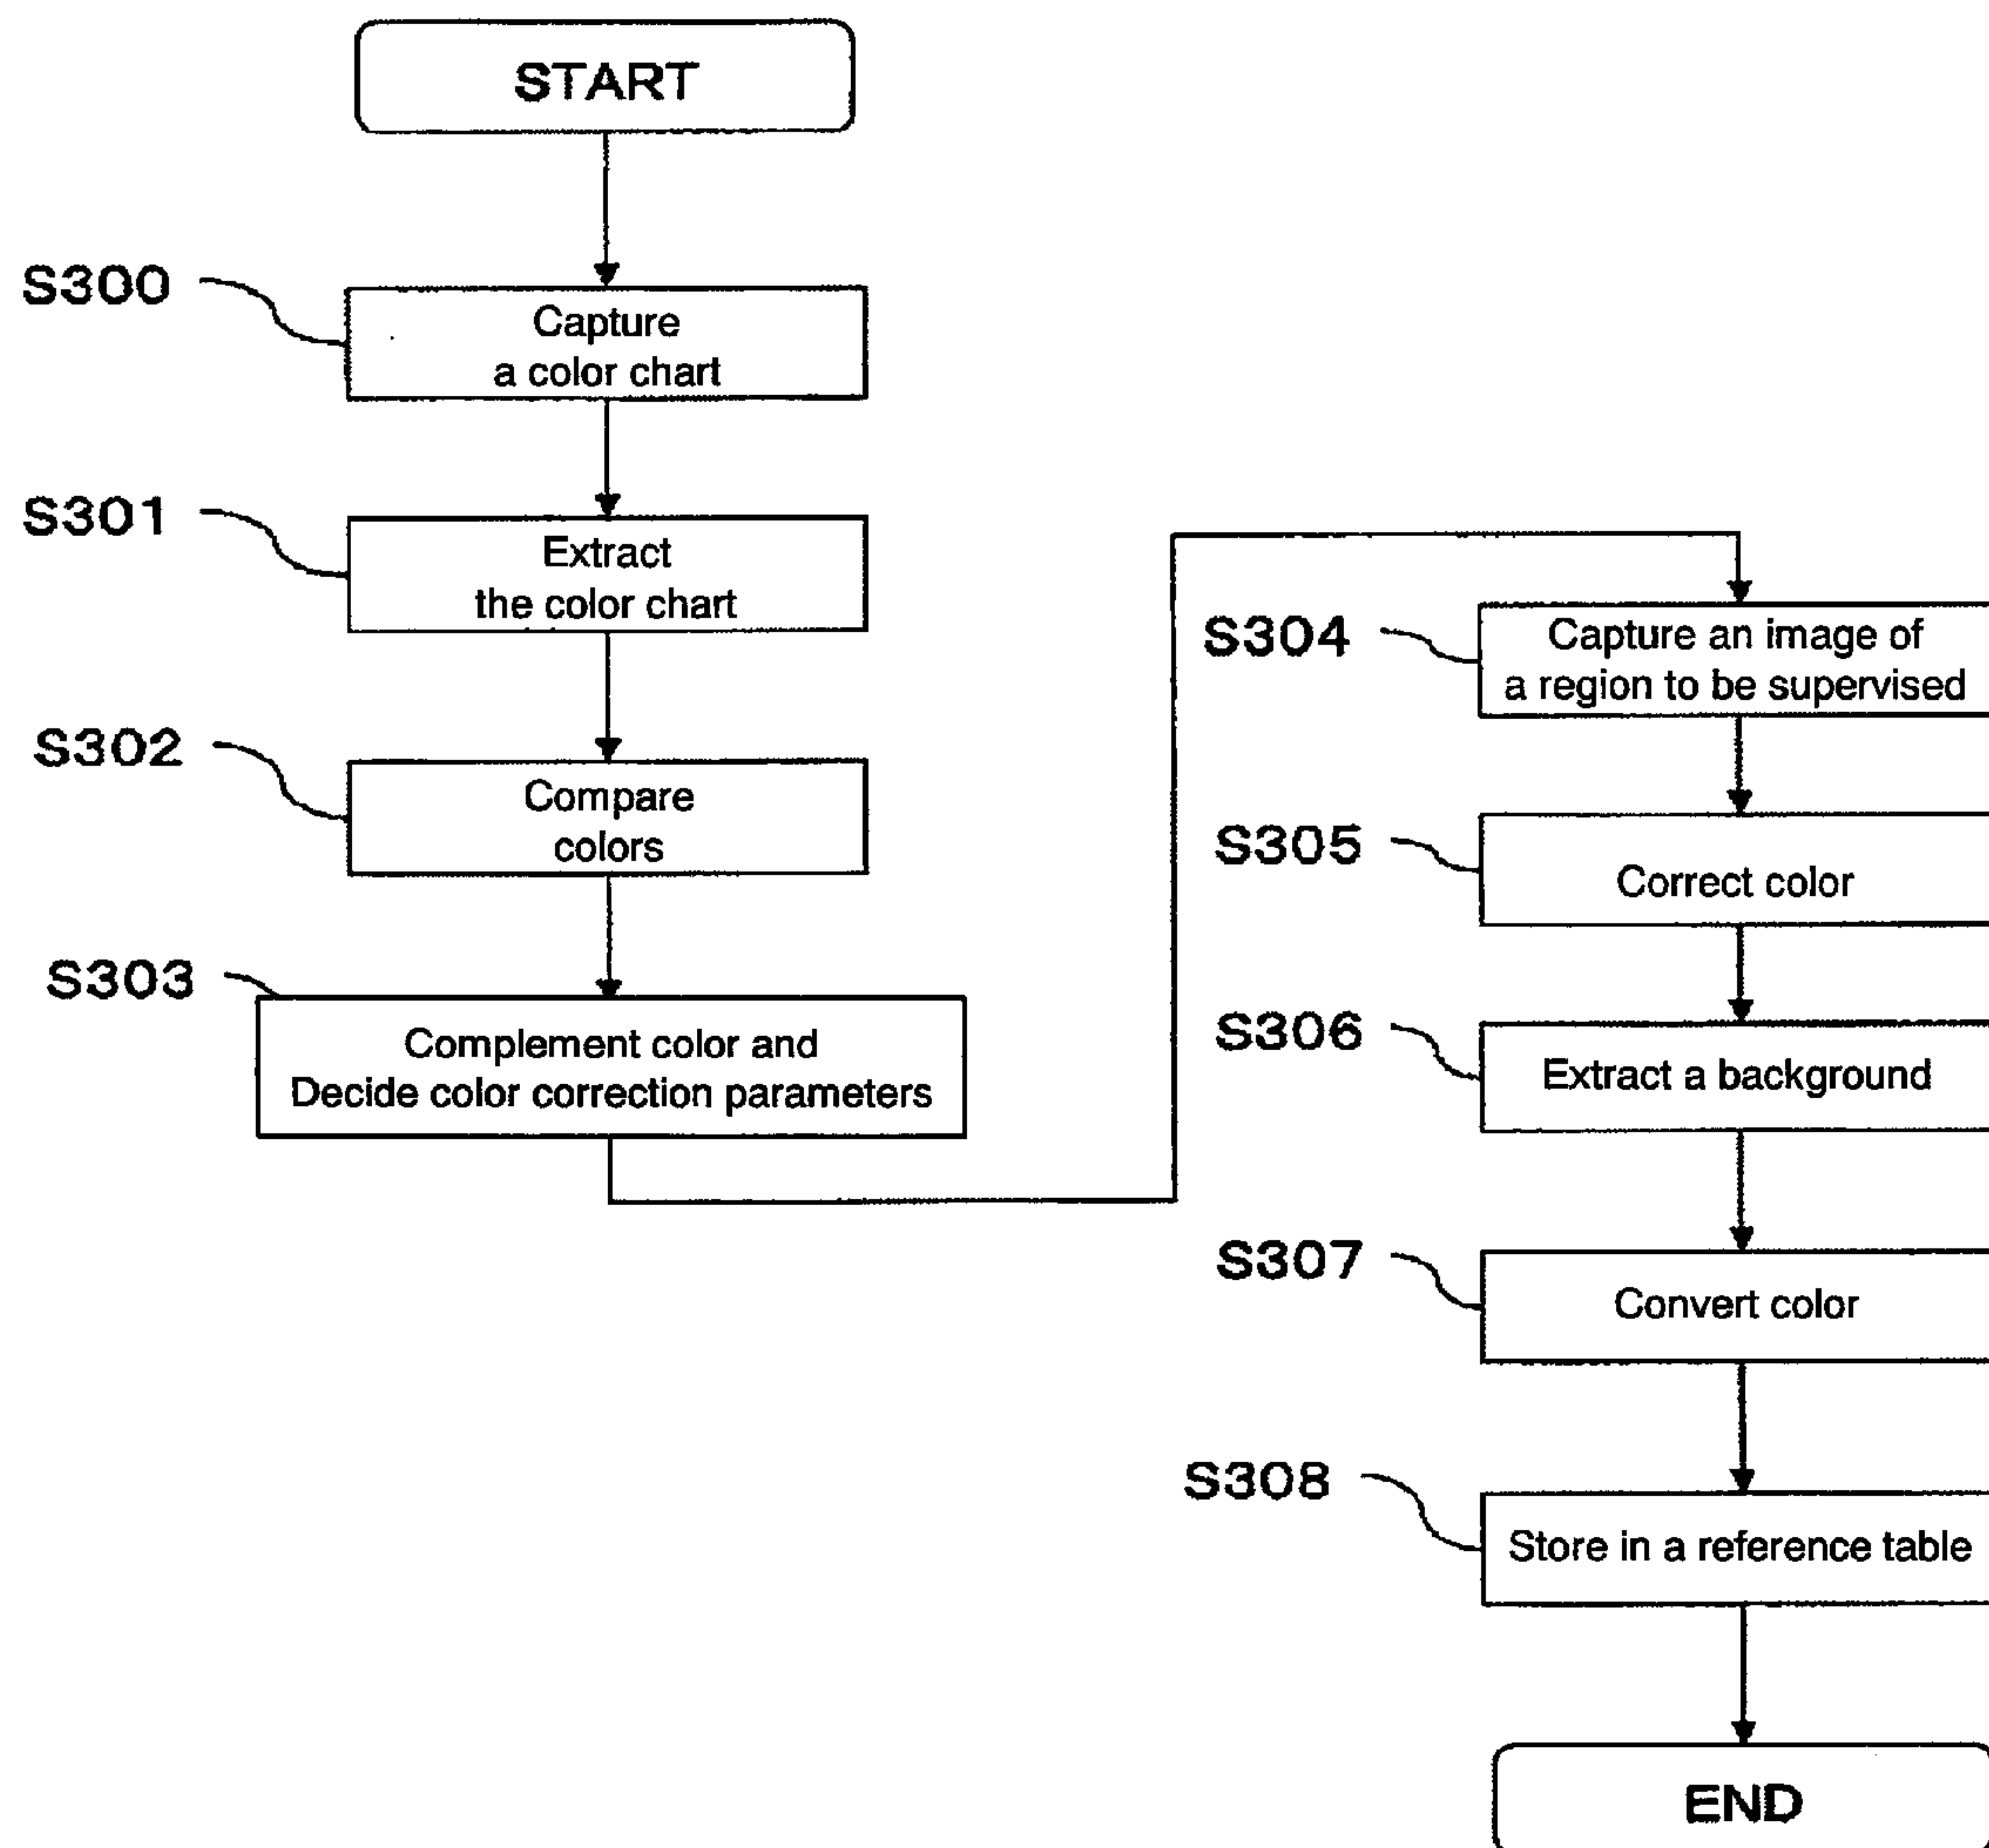 START
S300
Capture
a color chart
S301
Extract
the color chart
S302
Compare
colors
S303
Complement color and
Decide color correction parameters
S304
Capture an image of
a region to be supervised
S305
Correct color
S306
Extract a background
S307
Convert color
S308
Store in a reference table
END